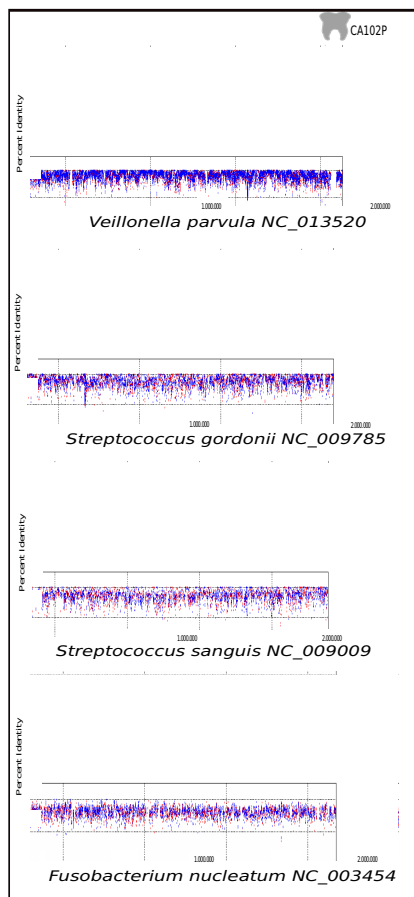 CA102P
Percent Identity
1.000.000 2.000.000
Veillonella parvula NC_013520
Percent Identity
1.000.000 2.000.000
Streptococcus gordonii NC_009785
Percent Identity
1.000.000 2.000.000
Streptococcus sanguis NC_009009
Percent Identity
1.000.000 2.000.000
Fusobacterium nucleatum NC_003454